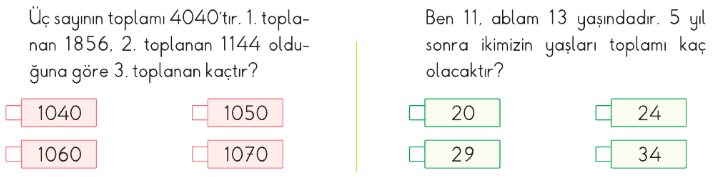 Üç sayının toplamı 4040'tır. 1. topla-
nan 1856, 2. toplanan 1144 oldu-
ğuna göre 3. toplanan kaçtır?
1040
1050
1060
1070
Ben 11, ablam 13 yaşındadır. 5 yıl
sonra ikimizin yaşları toplamı kaç
olacaktır?
20
24
29
34